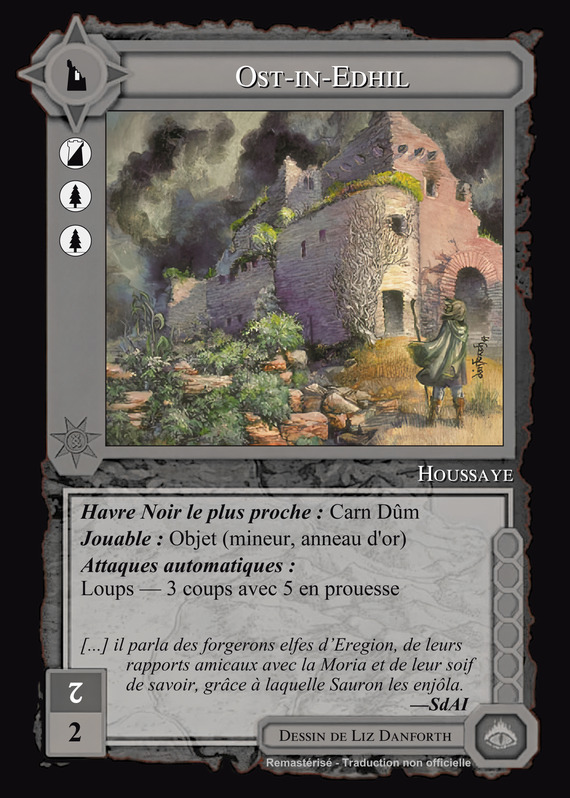 Ost-in-Edhil
Houssaye
Havre Noir le plus proche : Carn Dûm
Jouable : Objet (mineur, anneau d'or)
Attaques automatiques :
Loups — 3 coups avec 5 en prouesse
[...] il parla des forgerons elfes d'Eregion, de leurs
rapports amicaux avec la Moria et de leur soif
de savoir, grâce à laquelle Sauron les enjôla.
—SdAI
2
2
Dessin de Liz Danforth
Remastérisé - Traduction non officielle